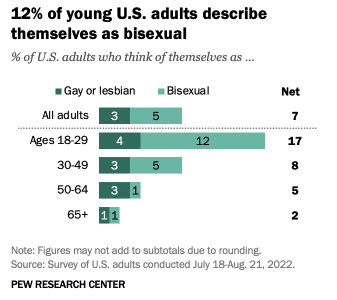 12% of young U.S. adults describe
themselves as bisexual
% of U.S. adults who think of themselves as ...
Gay or lesbian Bisexual Net
All adults 3 5 7
Ages 18-29 4 12 17
30-49 3 5 8
50-64 3 1 5
65+ 1 1 2
Note: Figures may not add to subtotals due to rounding.
Source: Survey of U.S. adults conducted July 18-Aug. 21, 2022.
PEW RESEARCH CENTER